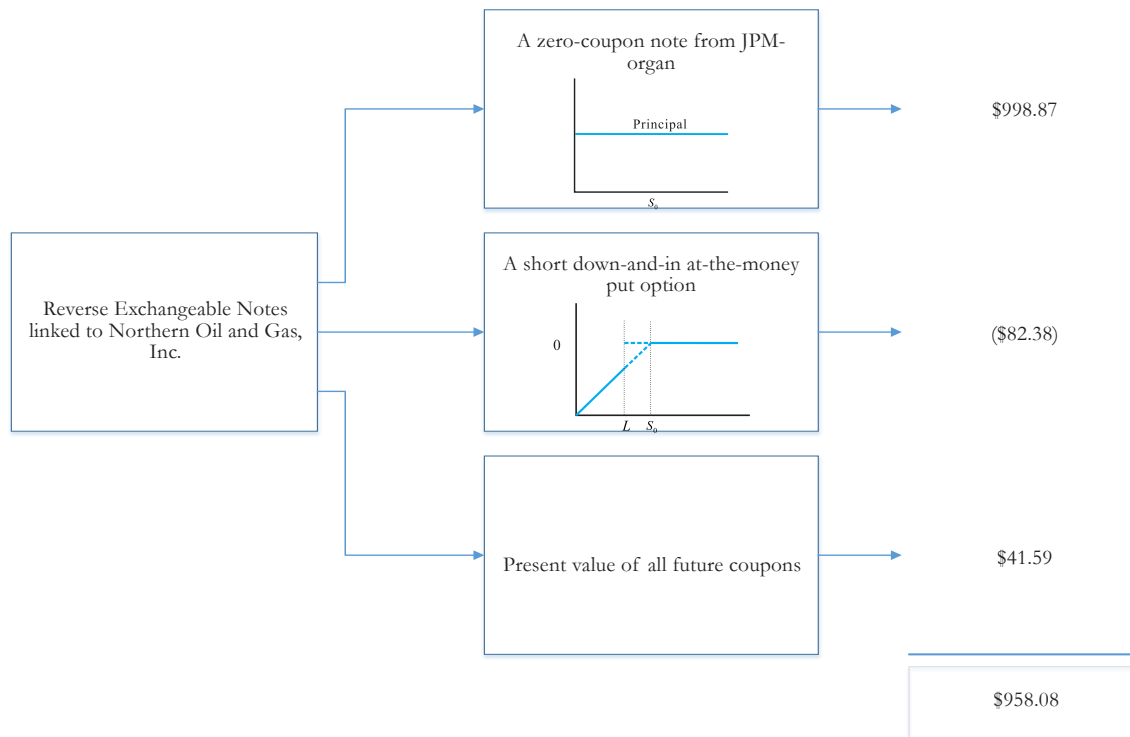 A zero-coupon note from JPM-
organ
Principal
S₀
$998.87
Reverse Exchangeable Notes
linked to Northern Oil and Gas,
Inc.
A short down-and-in at-the-money
put option
0
L
S₀
($82.38)
Present value of all future coupons
$41.59
$958.08